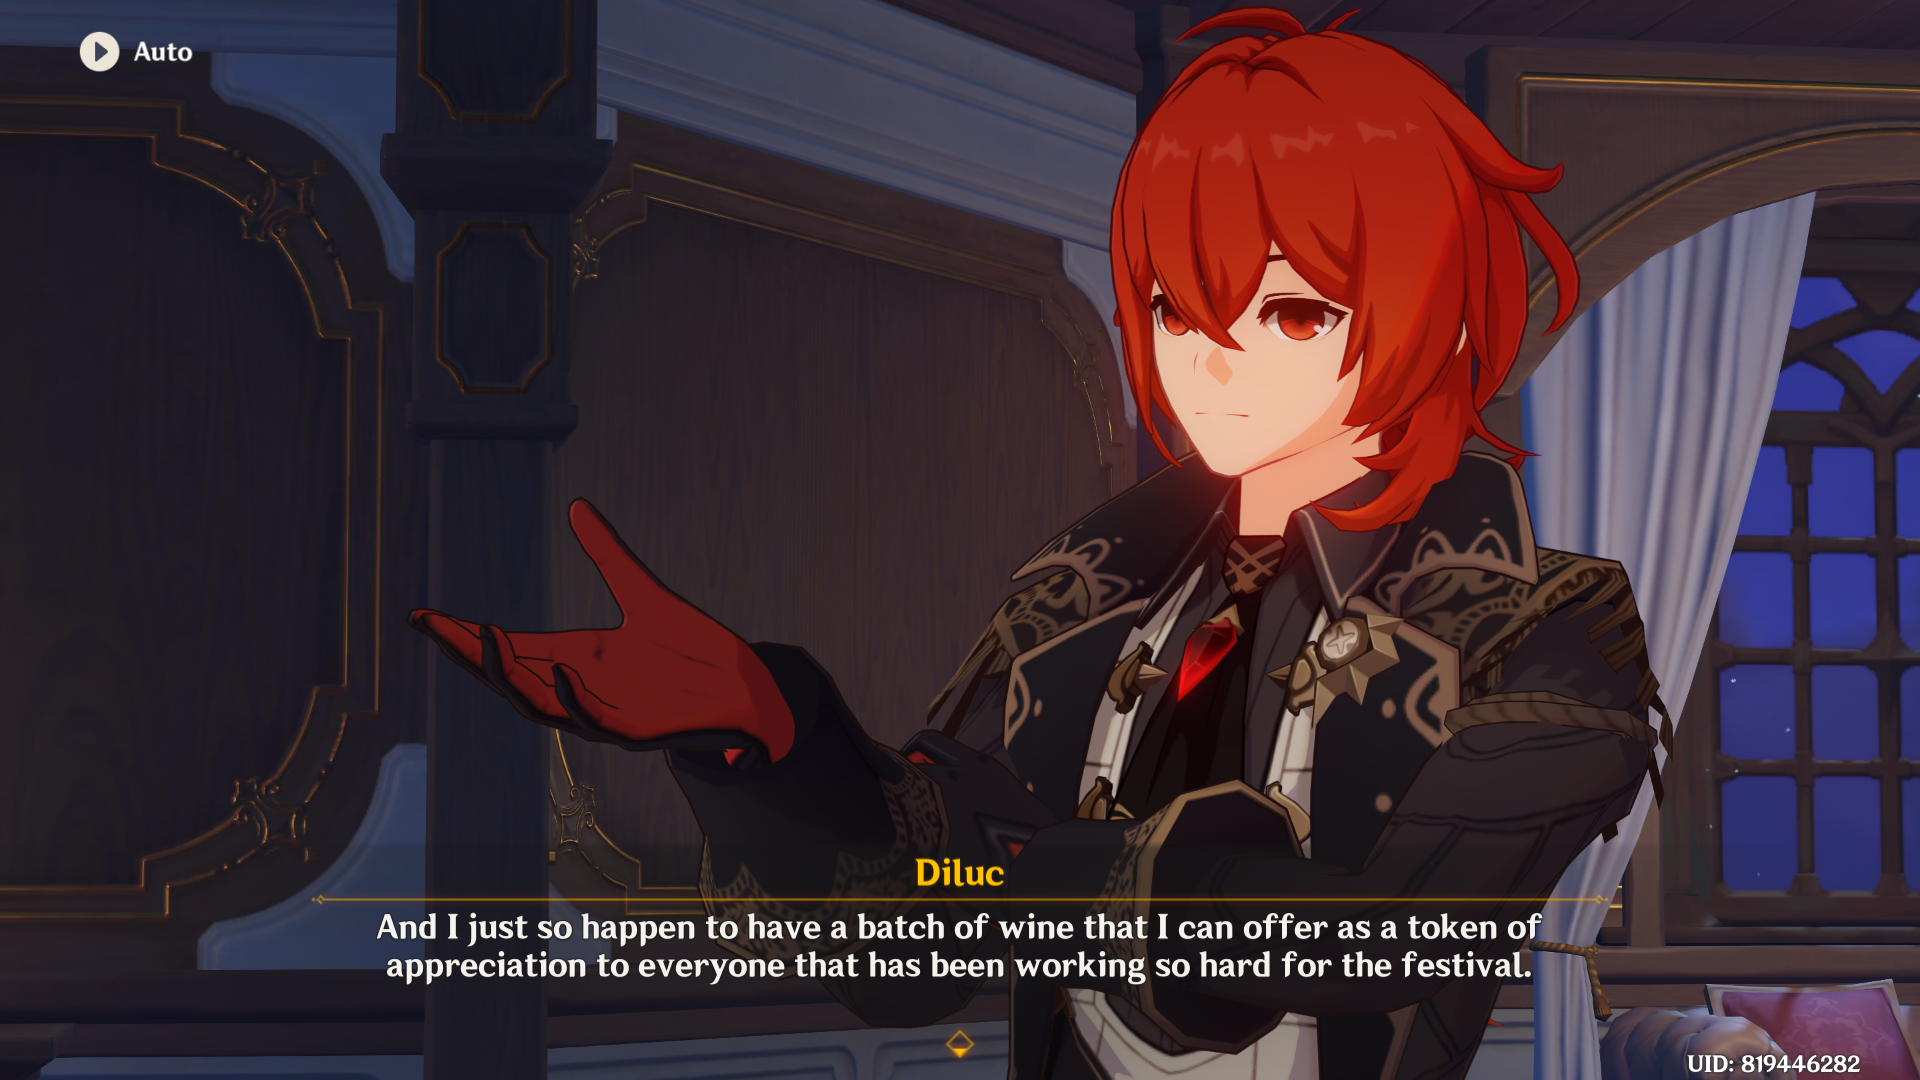 Auto
Diluc
And I just so happen to have a batch of wine that I can offer as a token of
appreciation to everyone that has been working so hard for the festival.
UID: 819446282